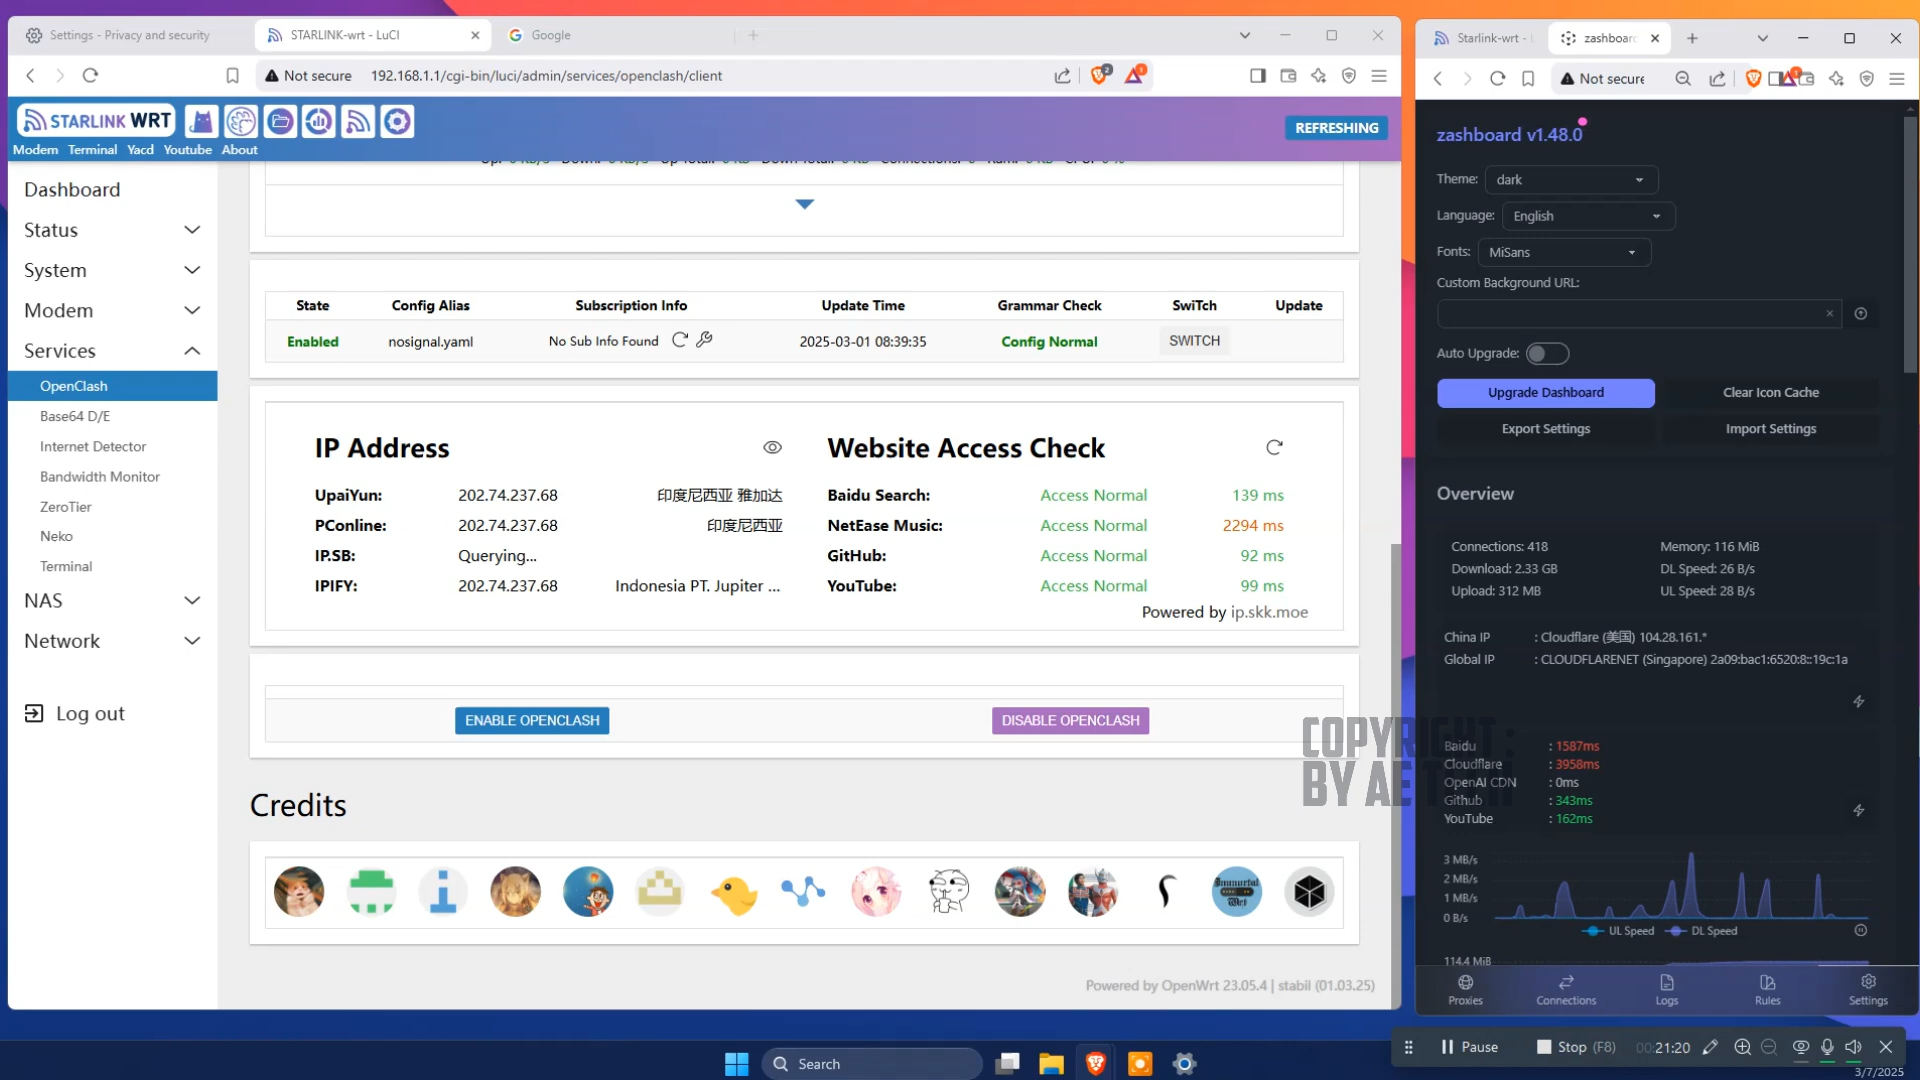 Settings - Privacy and security
STARLINK-wrt - LuCI
Google
Not secure
192.168.1.1/cgi-bin/luci/admin/services/openclash/client
2
1
STARLINK WRT
Modem Terminal Yacd Youtube About
REFRESHING
Dashboard
Status
System
Modem
Services
OpenClash
Base64 D/E
Internet Detector
Bandwidth Monitor
ZeroTier
Neko
Terminal
NAS
Network
Log out
State Config Alias Subscription Info Update Time Grammar Check SwiTch Update
Enabled nosignal.yaml No Sub Info Found 2025-03-01 08:39:35 Config Normal SWITCH
IP Address
UpaiYun: 202.74.237.68 印度尼西亚 雅加达
PConline: 202.74.237.68 印度尼西亚
IP.SB: Querying...
IPIFY: 202.74.237.68 Indonesia PT. Jupiter ...
Website Access Check
Baidu Search: Access Normal 139 ms
NetEase Music: Access Normal 2294 ms
GitHub: Access Normal 92 ms
YouTube: Access Normal 99 ms
Powered by ip.skk.moe
ENABLE OPENCLASH DISABLE OPENCLASH
Credits
Immortal
Wrt
Powered by OpenWrt 23.05.4 | stabil (01.03.25)
COPYRIGHT :
BY AE
Starlink-wrt -
zashboard
Not secure
zashboard v1.48.0
Theme: dark
Language: English
Fonts: MiSans
Custom Background URL:
Auto Upgrade:
Upgrade Dashboard Clear Icon Cache
Export Settings Import Settings
Overview
Connections: 418 Memory: 116 MiB
Download: 2.33 GB DL Speed: 26 B/s
Upload: 312 MB UL Speed: 28 B/s
China IP : Cloudflare (美国) 104.28.161.*
Global IP : CLOUDFLARENET (Singapore) 2a09:bac1:6520:8::19c:1a
Baidu : 1587ms
Cloudflare : 3958ms
OpenAI CDN : 0ms
Github : 343ms
YouTube : 162ms
3 MB/s
2 MB/s
1 MB/s
0 B/s
UL Speed DL Speed
114.4 MiB
Proxies Connections Logs Rules Settings
Pause Stop (F8) 00:21:20
Search
3/7/2025